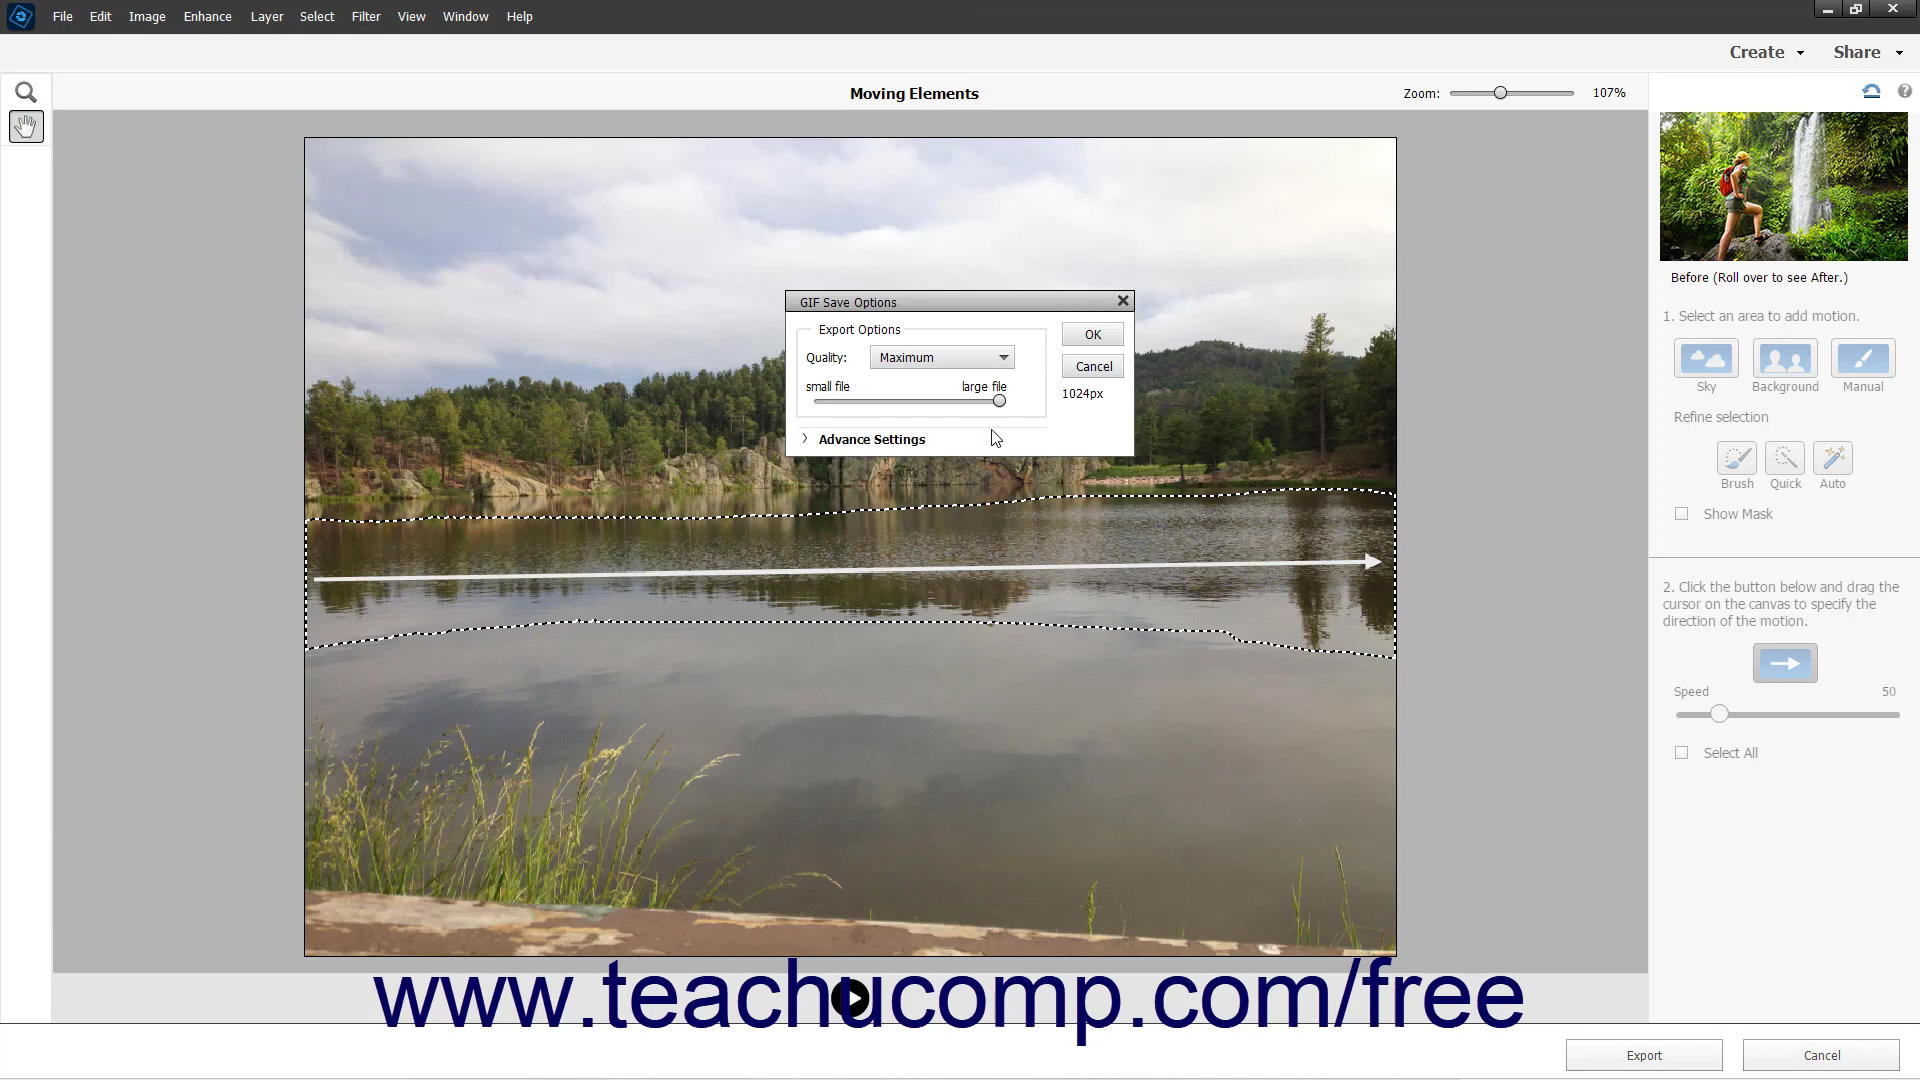 File Edit Image Enhance Layer Select Filter View Window Help
Create Share
Moving Elements
Zoom: 107%
Before (Roll over to see After.)
1. Select an area to add motion.
Sky Background Manual
Refine selection
Brush Quick Auto
Show Mask
2. Click the button below and drag the
cursor on the canvas to specify the
direction of the motion.
Speed 50
Select All
GIF Save Options
Export Options
Quality: Maximum
small file large file
Advance Settings
OK
Cancel
1024px
www.teachucomp.com/free
Export Cancel